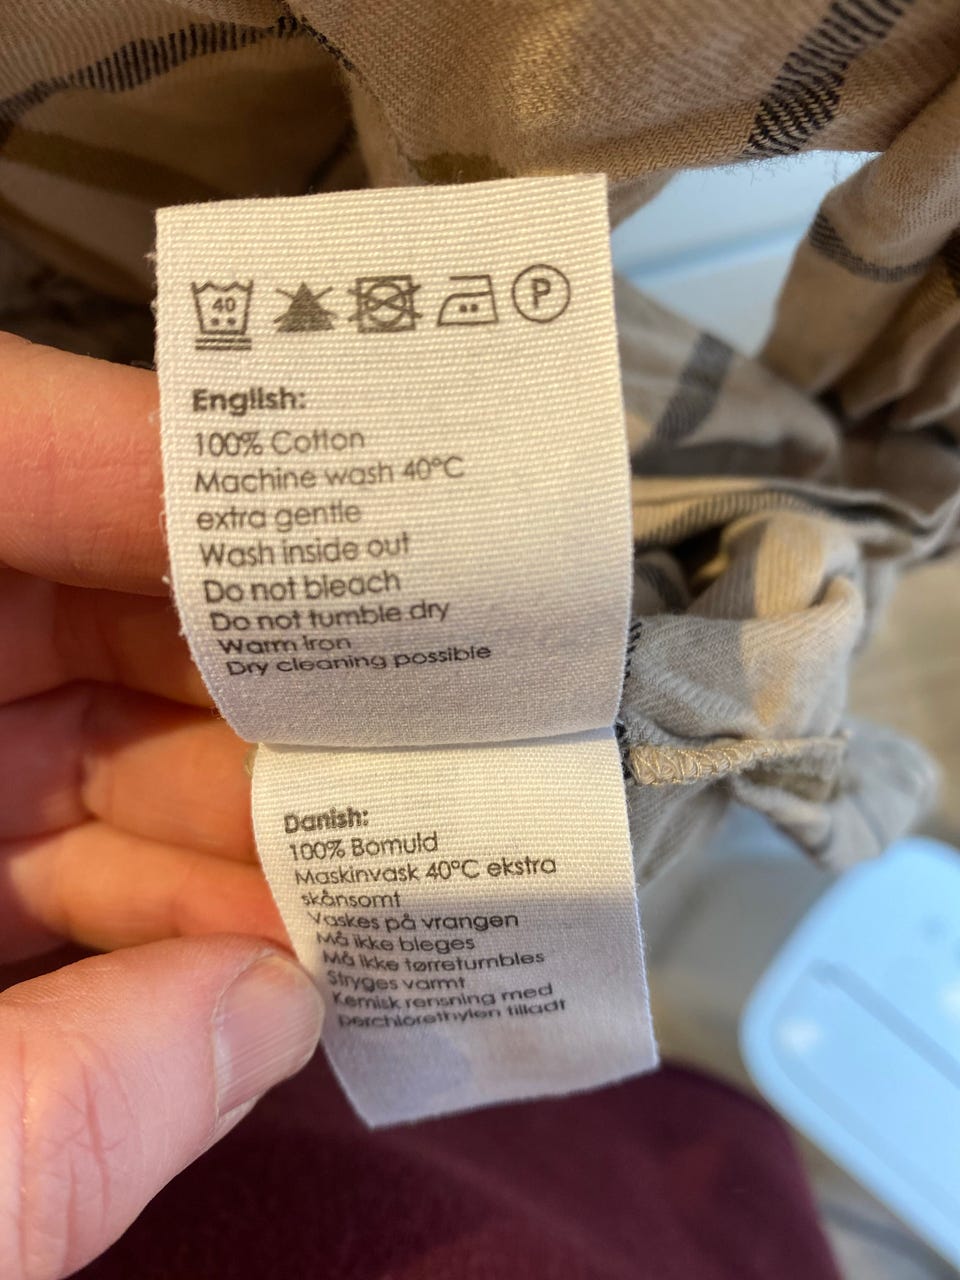 40
P
English:
100% Cotton
Machine wash 40°C
extra gentle
Wash inside out
Do not bleach
Do not tumble dry
Warm iron
Dry cleaning possible
Danish:
100% Bomuld
Maskinvask 40°C ekstra
skånsomt
Vaskes på vrangen
Må ikke bleges
Må ikke tørretumbles
Stryges varmt
Kemisk rensning med
perchlorethylen tilladt